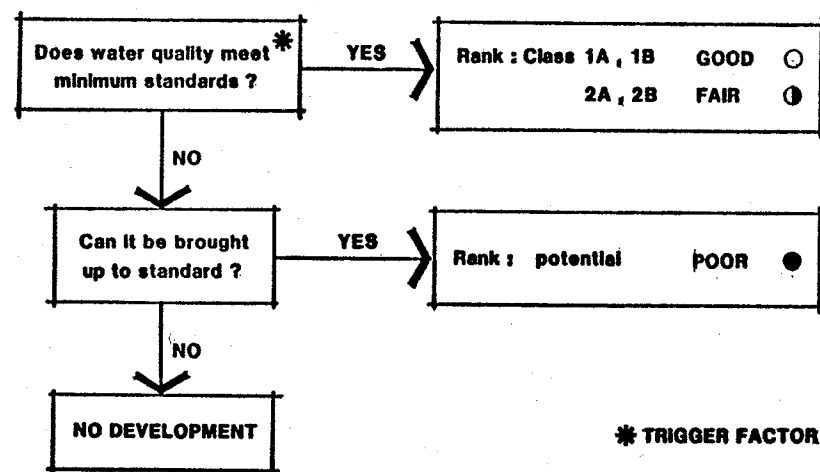 Does water quality meet *
minimum standards ?
YES
Rank : Class 1A, 1B GOOD ○
2A, 2B FAIR ◑
NO
Can it be brought
up to standard ?
YES
Rank : potential POOR ●
NO
NO DEVELOPMENT
* TRIGGER FACTOR